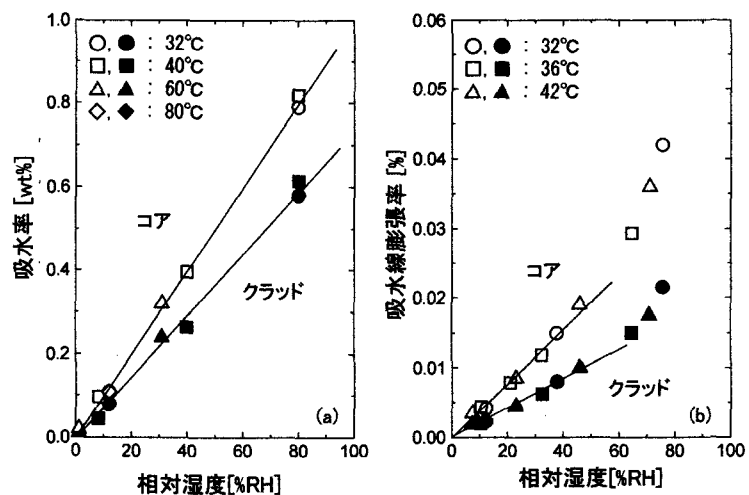 1.0
0.8
0.6
0.4
0.2
0.0
0 20 40 60 80 100
吸水率 [wt%]
相対湿度[%RH]
○, ● : 32℃
□, ■ : 40℃
△, ▲ : 60℃
◇, ◆ : 80℃
コア
クラッド
(a)
0.06
0.05
0.04
0.03
0.02
0.01
0.00
0 20 40 60 80 100
吸水線膨張率 [%]
相対湿度[%RH]
○, ● : 32℃
□, ■ : 36℃
△, ▲ : 42℃
コア
クラッド
(b)